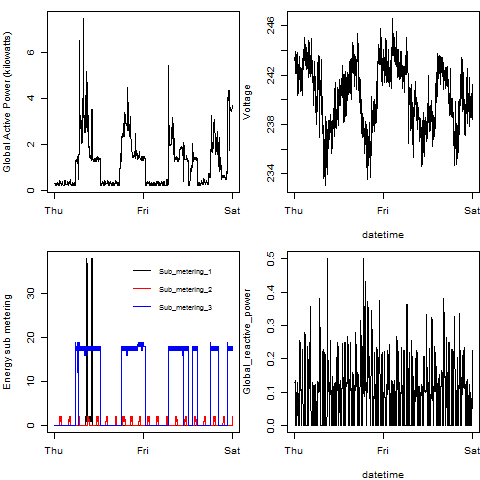 Global Active Power (kilowatts)
0 2 4 6
Thu Fri Sat
Voltage
234 238 242 246
Thu Fri Sat
datetime
Energy sub metering
0 10 20 30
Sub_metering_1
Sub_metering_2
Sub_metering_3
Thu Fri Sat
Global_reactive_power
0.0 0.1 0.2 0.3 0.4 0.5
Thu Fri Sat
datetime